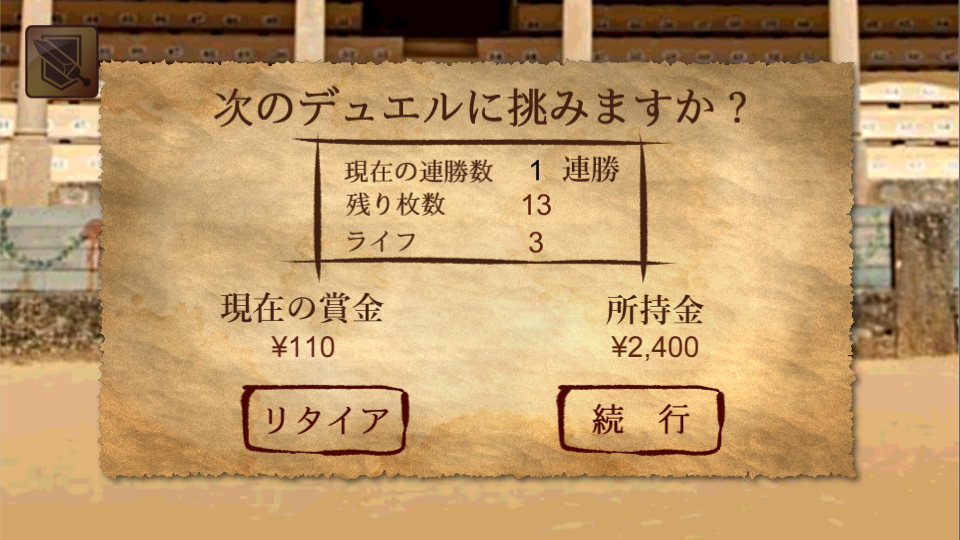 次のデュエルに挑みますか？
現在の連勝数 1 連勝
残り枚数 13
ライフ 3
現在の賞金 所持金
¥110 ¥2,400
リタイア 続 行